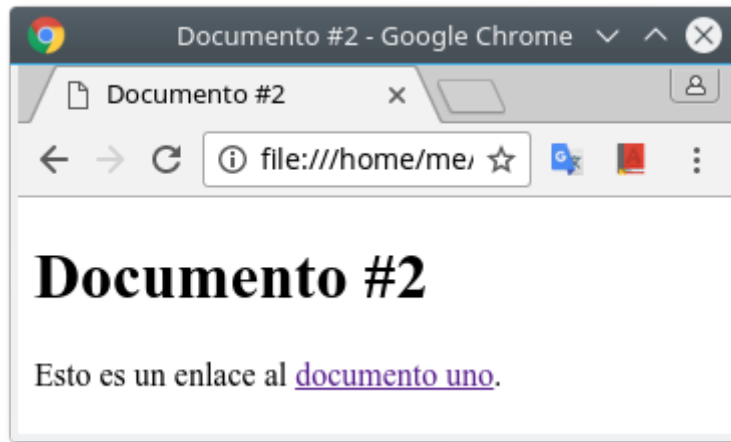 Documento #2 - Google Chrome
Documento #2
file:///home/me/
Documento #2
Esto es un enlace al documento uno.